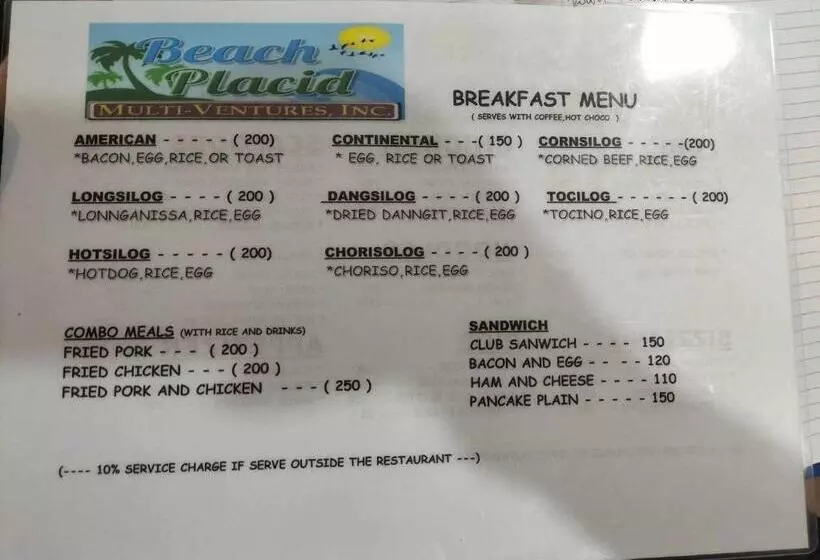 Beach
Placid
MULTI-VENTURES, INC.
BREAKFAST MENU
( SERVES WITH COFFEE,HOT CHOCO )
AMERICAN - - - - - ( 200)
*BACON,EGG,RICE,OR TOAST
CONTINENTAL - - -( 150 )
* EGG, RICE OR TOAST
CORNSILOG - - - - -(200)
*CORNED BEEF,RICE,EGG
LONGSILOG - - - - ( 200 )
*LONNGANISSA,RICE,EGG
DANGSILOG - - - - ( 200 )
*DRIED DANNGIT,RICE,EGG
TOCILOG - - - - - - ( 200)
*TOCINO,RICE,EGG
HOTSILOG - - - - - ( 200)
*HOTDOG,RICE,EGG
CHORISOLOG - - - - ( 200 )
*CHORISO,RICE,EGG
COMBO MEALS (WITH RICE AND DRINKS)
FRIED PORK - - - ( 200 )
FRIED CHICKEN - - - ( 200 )
FRIED PORK AND CHICKEN - - - ( 250 )
SANDWICH
CLUB SANWICH - - - - 150
BACON AND EGG - - - - 120
HAM AND CHEESE - - - - 110
PANCAKE PLAIN - - - - - 150
(---- 10% SERVICE CHARGE IF SERVE OUTSIDE THE RESTAURANT ---)